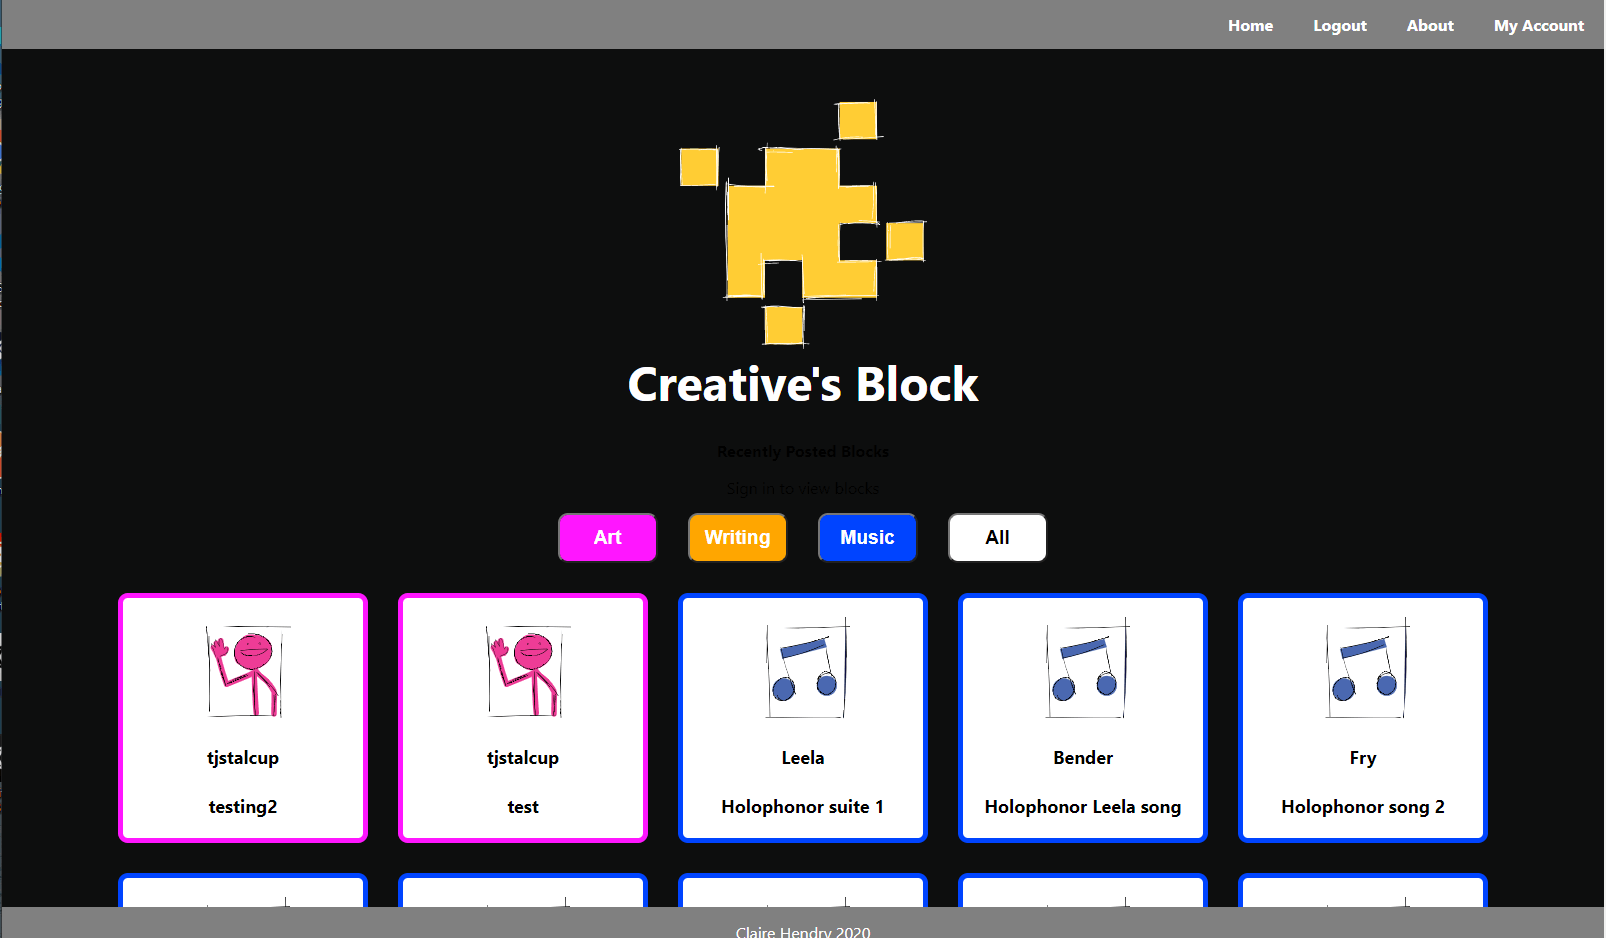 Home Logout About My Account
Creative's Block
Recently Posted Blocks
Sign in to view blocks
Art Writing Music All
tjstalcup tjstalcup Leela Bender Fry
testing2 test Holophonor suite 1 Holophonor Leela song Holophonor song 2
Claire Hendry 2020